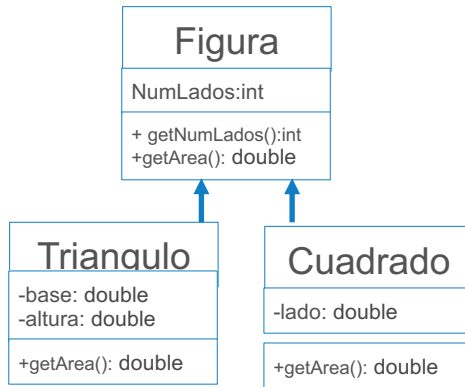 Figura
NumLados:int
+ getNumLados():int
+getArea(): double
Triangulo
-base: double
-altura: double
+getArea(): double
Cuadrado
-lado: double
+getArea(): double